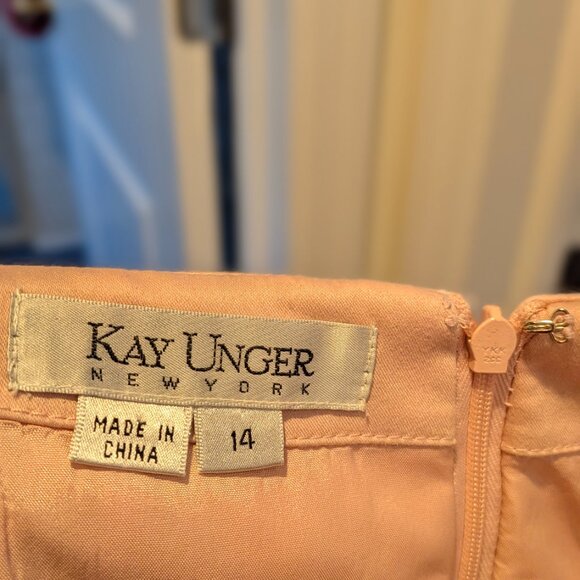 KAY UNGER
NEW YORK
MADE IN
CHINA
14